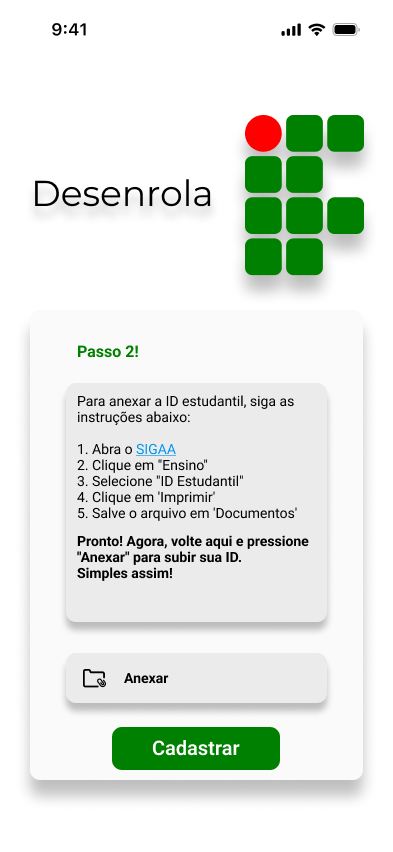 9:41
Desenrola
Passo 2!
Para anexar a ID estudantil, siga as
instruções abaixo:
1. Abra o SIGAA
2. Clique em "Ensino"
3. Selecione "ID Estudantil"
4. Clique em 'Imprimir'
5. Salve o arquivo em 'Documentos'
Pronto! Agora, volte aqui e pressione
"Anexar" para subir sua ID.
Simples assim!
Anexar
Cadastrar